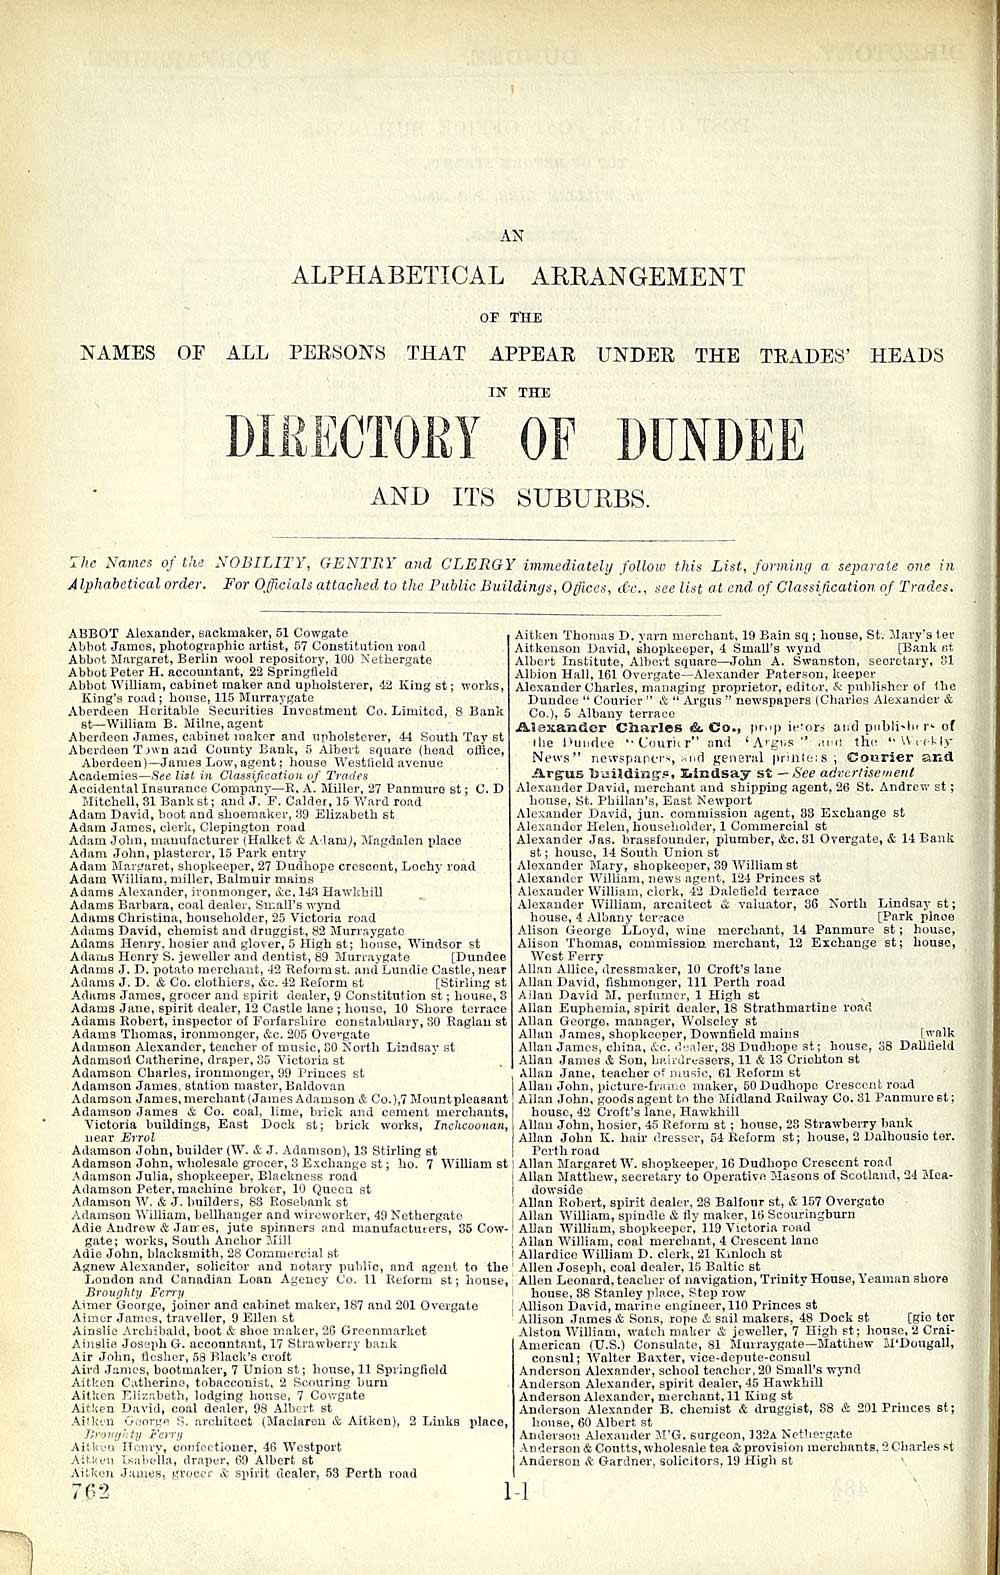 AN
ALPHABETICAL ARRANGEMENT
OF THE
NAMES OF ALL PERSONS THAT APPEAR UNDER THE TRADES' HEADS
IN THE
DIRECTORY OF DUNDEE
AND ITS SUBURBS.
The Names of the NOBILITY, GENTRY and CLERGY immediately follow this List, forming a separate one in
Alphabetical order. For Officials attached to the Public Buildings, Offices, &c., see list at end of Classification of Trades.
ABBOT Alexander, sackmaker, 51 Cowgate
Abbot James, photographic artist, 57 Constitution road
Abbot Margaret, Berlin wool repository, 100 Nethergate
Abbot Peter H. accountant, 22 Springfield
Abbot William, cabinet maker and upholsterer, 42 King st; works,
King's road; house, 115 Murraygate
Aberdeen Heritable Securities Investment Co. Limited, 8 Bank
st—William B. Milne, agent
Aberdeen James, cabinet maker and upholsterer, 44 South Tay st
Aberdeen Town and County Bank, 5 Albert square (head office,
Aberdeen)—James Low, agent; house Westfield avenue
Academies—See list in Classification of Trades
Accidental Insurance Company—R. A. Miller, 27 Panmure st; C. D
Mitchell, 31 Bank st; and J. F. Calder, 15 Ward road
Adam David, boot and shoemaker, 39 Elizabeth st
Adam James, clerk, Clepington road
Adam John, manufacturer (Halket & Adam), Magdalen place
Adam John, plasterer, 15 Park entry
Adam Margaret, shopkeeper, 27 Dudhope crescent, Lochy road
Adam William, miller, Balmuir mains
Adams Alexander, ironmonger, &c. 143 Hawkhill
Adams Barbara, coal dealer, Small's wynd
Adams Christina, householder, 25 Victoria road
Adams David, chemist and druggist, 82 Murraygate
Adams Henry, hosier and glover, 5 High st; house, Windsor st
Adams Henry S. jeweller and dentist, 89 Murraygate [Dundee
Adams J. D. potato merchant, 42 Reform st. and Lundie Castle, near
Adams J. D. & Co. clothiers, &c. 42 Reform st [Stirling st
Adams James, grocer and spirit dealer, 9 Constitution st; house, 3
Adams Jane, spirit dealer, 12 Castle lane; house, 10 Shore terrace
Adams Robert, inspector of Forfarshire constabulary, 30 Raglan st
Adams Thomas, ironmonger, &c. 205 Overgate
Adamson Alexander, teacher of music, 30 North Lindsay st
Adamson Catherine, draper, 35 Victoria st
Adamson Charles, ironmonger, 99 Princes st
Adamson James, station master, Baldovan
Adamson James, merchant (James Adamson & Co.), 7 Mount pleasant
Adamson James & Co. coal, lime, brick and cement merchants,
Victoria buildings, East Dock st; brick works, Inchcoonan,
near Errol
Adamson John, builder (W. & J. Adamson), 13 Stirling st
Adamson John, wholesale grocer, 3 Exchange st; ho. 7 William st
Adamson Julia, shopkeeper, Blackness road
Adamson Peter, machine broker, 10 Queen st
Adamson W. & J. builders, 83 Rosebank st
Adamson William, bellhanger and wireworker, 49 Nethergate
Adie Andrew & James, jute spinners and manufacturers, 35 Cow-
gate; works, South Anchor Mill
Adie John, blacksmith, 28 Commercial st
Agnew Alexander, solicitor and notary public, and agent to the
London and Canadian Loan Agency Co. 11 Reform st; house,
Broughty Ferry
Aimer George, joiner and cabinet maker, 187 and 201 Overgate
Aimer James, traveller, 9 Ellen st
Ainslie Archibald, boot & shoe maker, 26 Greenmarket
Ainslie Joseph G. accountant, 17 Strawberry bank
Air John, flesher, 58 Black's croft
Aird James, bootmaker, 7 Union st; house, 11 Springfield
Aitken Catherine, tobacconist, 2 Scouring burn
Aitken Elizabeth, lodging house, 7 Cowgate
Aitken David, coal dealer, 98 Albert st
Aitken George S. architect (Maclaren & Aitken), 2 Links place,
Broughty Ferry
Aitken Henry, confectioner, 46 Westport
Aitken Isabella, draper, 69 Albert st
Aitken James, grocer & spirit dealer, 53 Perth road
Aitken Thomas D. yarn merchant, 19 Bain sq; house, St. Mary's ter
Aitkenson David, shopkeeper, 4 Small's wynd [Bank st
Albert Institute, Albert square—John A. Swanston, secretary, 31
Albion Hall, 161 Overgate—Alexander Paterson, keeper
Alexander Charles, managing proprietor, editor, & publisher of the
Dundee "Courier" & "Argus" newspapers (Charles Alexander &
Co.), 5 Albany terrace
Alexander Charles & Co., proprietors and publishers of
the Dundee "Courier" and "Argus" and the "Weekly
News" newspapers, and general printers; Courier and
Argus buildings, Lindsay st — See advertisement
Alexander David, merchant and shipping agent, 26 St. Andrew st;
house, St. Phillan's, East Newport
Alexander David, jun. commission agent, 33 Exchange st
Alexander Helen, householder, 1 Commercial st
Alexander Jas. brassfounder, plumber, &c. 31 Overgate, & 14 Bank
st; house, 14 South Union st
Alexander Mary, shopkeeper, 39 William st
Alexander William, news agent, 124 Princes st
Alexander William, clerk, 42 Dalefield terrace
Alexander William, arcnitect & valuator, 36 North Lindsay st;
house, 4 Albany terrace [Park place
Alison George LLoyd, wine merchant, 14 Panmure st; house,
Alison Thomas, commission merchant, 12 Exchange st; house,
West Ferry
Allan Allice, dressmaker, 10 Croft's lane
Allan David, fishmonger, 111 Perth road
Allan David M. perfumer, 1 High st
Allan Euphemia, spirit dealer, 18 Strathmartine road
Allan George, manager, Wolseley st
Allan James, shopkeeper, Downfield mains [walk
Allan James, china, &c. dealer, 38 Dudhope st; house, 38 Dallfield
Allan James & Son, hairdressers, 11 & 13 Crichton st
Allan Jane, teacher of music, 61 Reform st
Allan John, picture-frame maker, 50 Dudhope Crescent road
Allan John, goods agent to the Midland Railway Co. 31 Panmure st;
house, 42 Croft's lane, Hawkhill
Allan John, hosier, 45 Reform st; house, 23 Strawberry bank
Allan John K. hair dresser, 54 Reform st; house, 2 Dalhousie ter.
Perth road
Allan Margaret W. shopkeeper, 16 Dudhope Crescent road
Allan Matthew, secretary to Operative Masons of Scotland, 24 Mea-
dowside
Allan Robert, spirit dealer, 28 Balfour st, & 157 Overgate
Allan William, spindle & fly maker, 16 Scouringburn
Allan William, shopkeeper, 119 Victoria road
Allan William, coal merchant, 4 Crescent lane
Allardice William D. clerk, 21 Kinloch st
Allen Joseph, coal dealer, 15 Baltic st
Allen Leonard, teacher of navigation, Trinity House, Yeaman shore
house, 38 Stanley place, Step row
Allison David, marine engineer, 110 Princes st
Allison James & Sons, rope & sail makers, 48 Dock st [gie ter
Alston William, watch maker & jeweller, 7 High st; house, 2 Crai-
American (U.S.) Consulate, 81 Murraygate—Matthew M'Dougall,
consul; Walter Baxter, vice-depute-consul
Anderson Alexander, school teacher, 20 Small's wynd
Anderson Alexander, spirit dealer, 45 Hawkhill
Anderson Alexander, merchant, 11 King st
Anderson Alexander B. chemist & druggist, 38 & 201 Princes st;
house, 60 Albert st
Anderson Alexander M'G. surgeon, 132A Nethergate
Anderson & Coutts, wholesale tea & provision merchants, 2 Charles st
Anderson & Gardner, solicitors, 19 High st
762
1-1